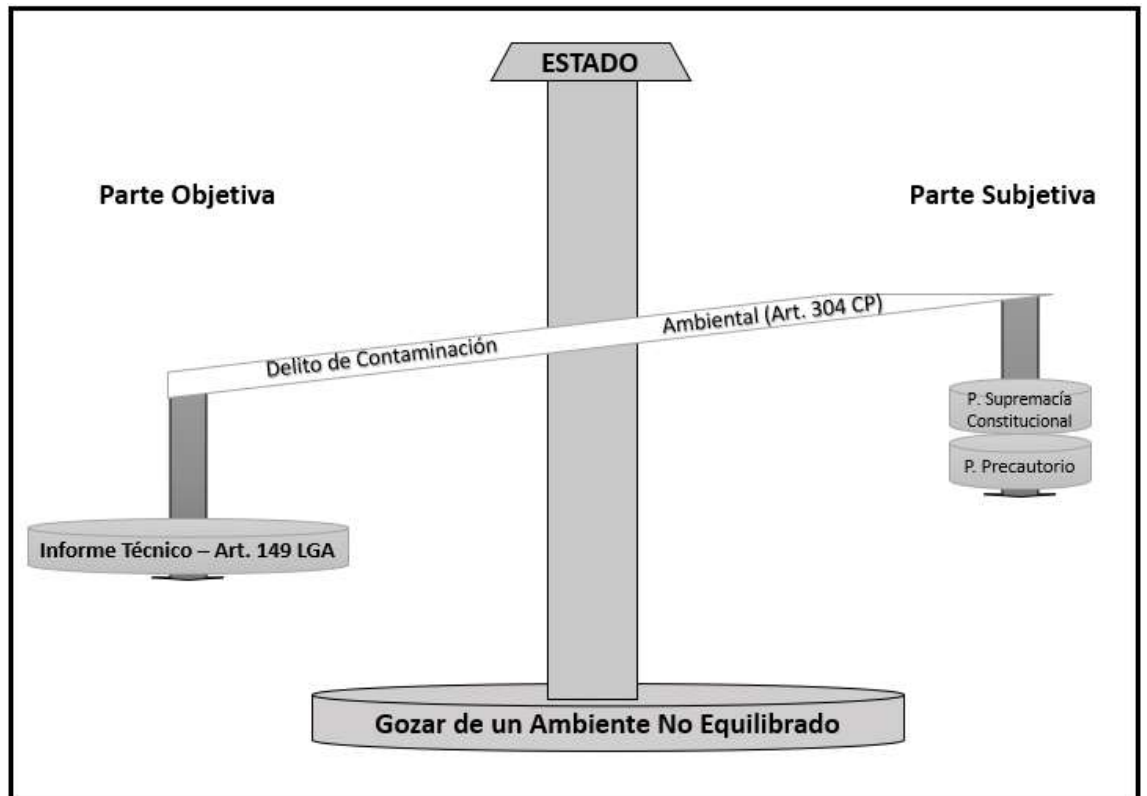 ESTADO
Parte Objetiva
Parte Subjetiva
Delito de Contaminación
Ambiental (Art. 304 CP)
P. Supremacía
Constitucional
P. Precautorio
Informe Técnico – Art. 149 LGA
Gozar de un Ambiente No Equilibrado